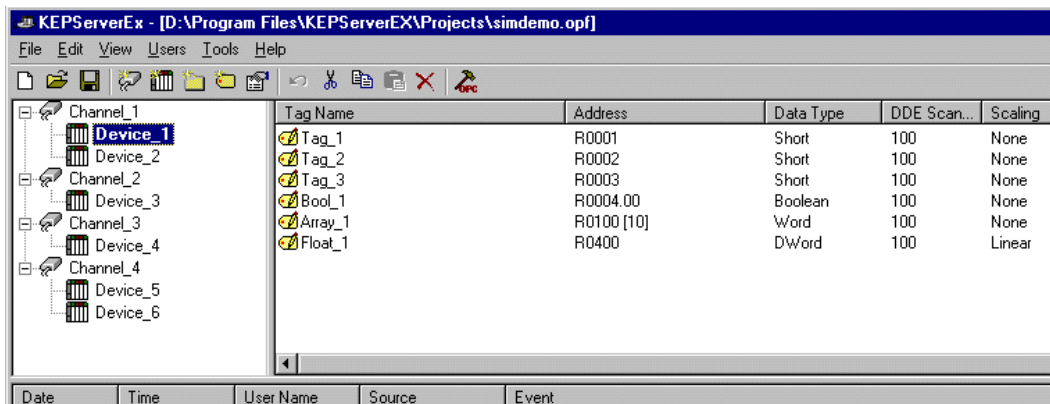 KEPServerEx - [D:\Program Files\KEPServerEX\Projects\simdemo.opf]
File Edit View Users Tools Help
OPC
Channel_1
Device_1
Device_2
Channel_2
Device_3
Channel_3
Device_4
Channel_4
Device_5
Device_6
Tag Name Address Data Type DDE Scan... Scaling
Tag_1 R0001 Short 100 None
Tag_2 R0002 Short 100 None
Tag_3 R0003 Short 100 None
Bool_1 R0004.00 Boolean 100 None
Array_1 R0100 [10] Word 100 None
Float_1 R0400 DWord 100 Linear
Date Time User Name Source Event